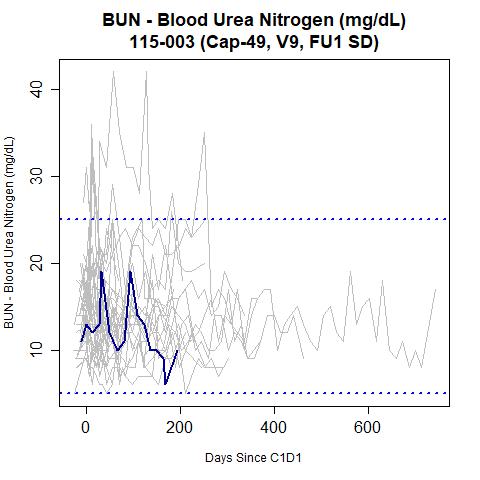 BUN - Blood Urea Nitrogen (mg/dL)
115-003 (Cap-49, V9, FU1 SD)
BUN - Blood Urea Nitrogen (mg/dL)
40
30
20
10
0
200
400
600
Days Since C1D1